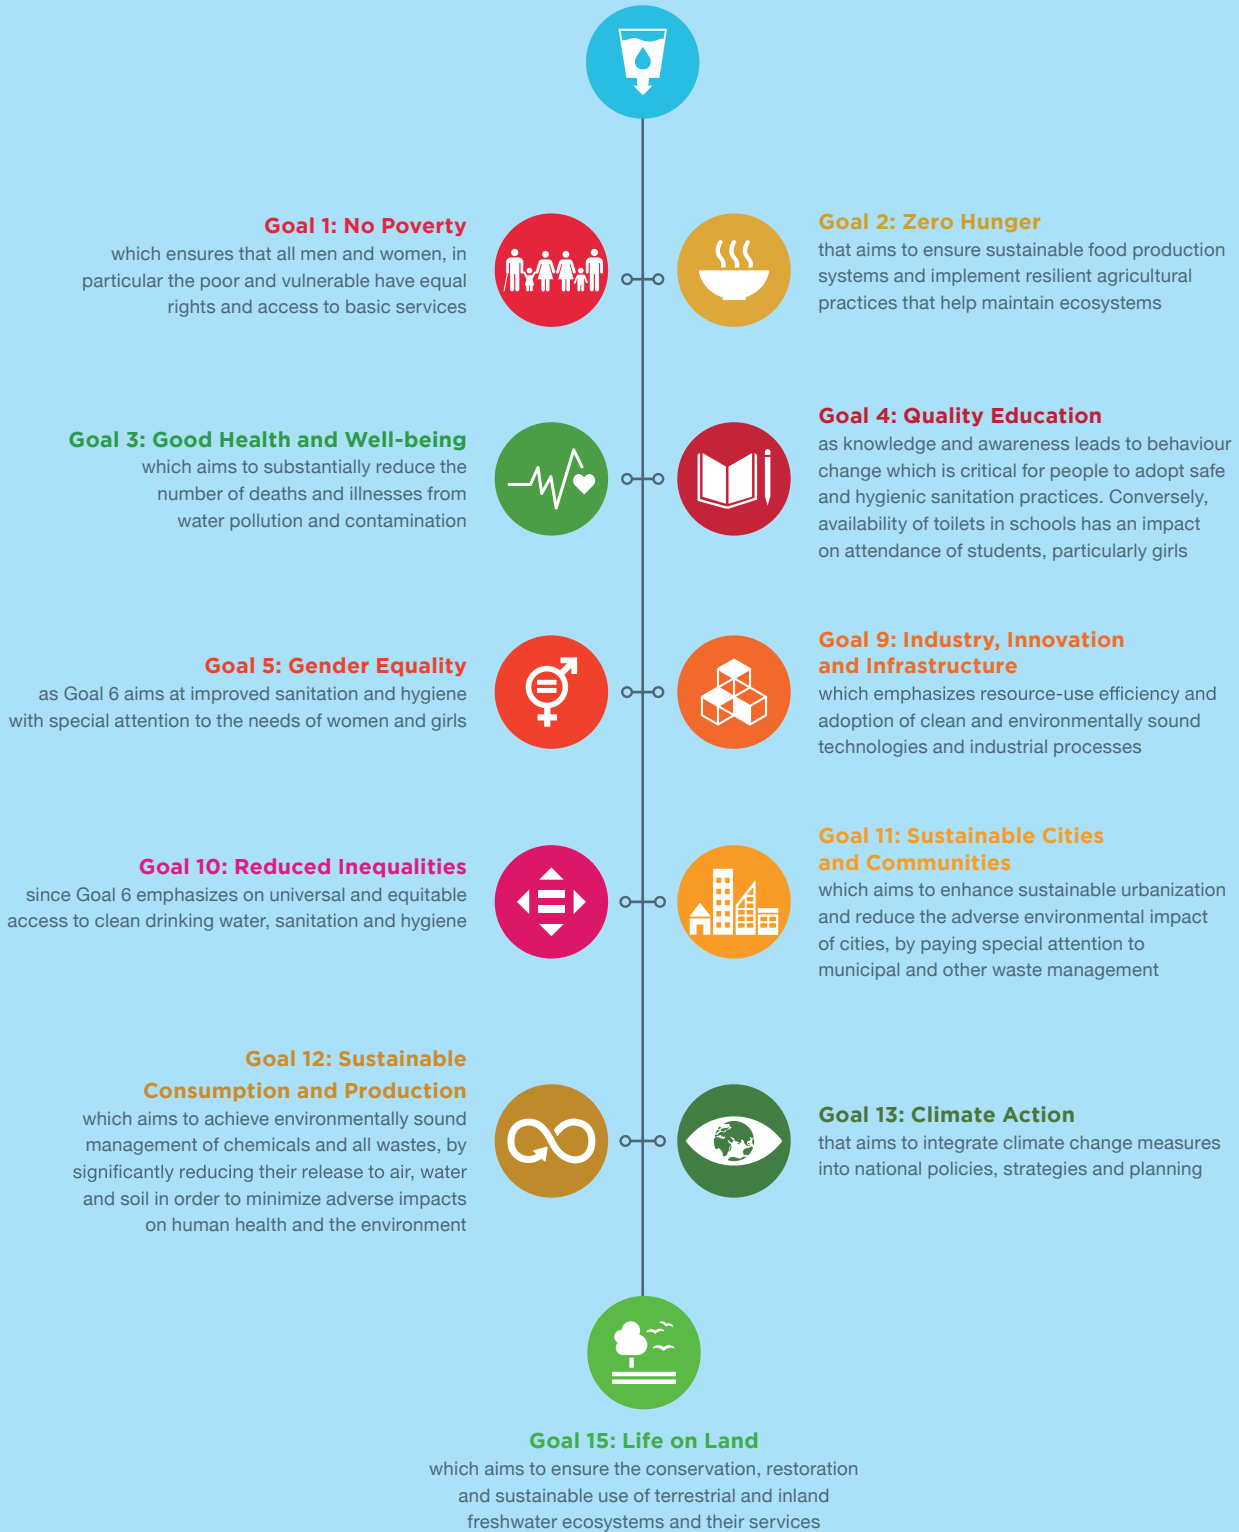 Goal 1: No Poverty
which ensures that all men and women, in
particular the poor and vulnerable have equal
rights and access to basic services
Goal 2: Zero Hunger
that aims to ensure sustainable food production
systems and implement resilient agricultural
practices that help maintain ecosystems
Goal 3: Good Health and Well-being
which aims to substantially reduce the
number of deaths and illnesses from
water pollution and contamination
Goal 4: Quality Education
as knowledge and awareness leads to behaviour
change which is critical for people to adopt safe
and hygienic sanitation practices. Conversely,
availability of toilets in schools has an impact
on attendance of students, particularly girls
Goal 5: Gender Equality
as Goal 6 aims at improved sanitation and hygiene
with special attention to the needs of women and girls
Goal 9: Industry, Innovation
and Infrastructure
which emphasizes resource-use efficiency and
adoption of clean and environmentally sound
technologies and industrial processes
Goal 10: Reduced Inequalities
since Goal 6 emphasizes on universal and equitable
access to clean drinking water, sanitation and hygiene
Goal 11: Sustainable Cities
and Communities
which aims to enhance sustainable urbanization
and reduce the adverse environmental impact
of cities, by paying special attention to
municipal and other waste management
Goal 12: Sustainable
Consumption and Production
which aims to achieve environmentally sound
management of chemicals and all wastes, by
significantly reducing their release to air, water
and soil in order to minimize adverse impacts
on human health and the environment
Goal 13: Climate Action
that aims to integrate climate change measures
into national policies, strategies and planning
Goal 15: Life on Land
which aims to ensure the conservation, restoration
and sustainable use of terrestrial and inland
freshwater ecosystems and their services